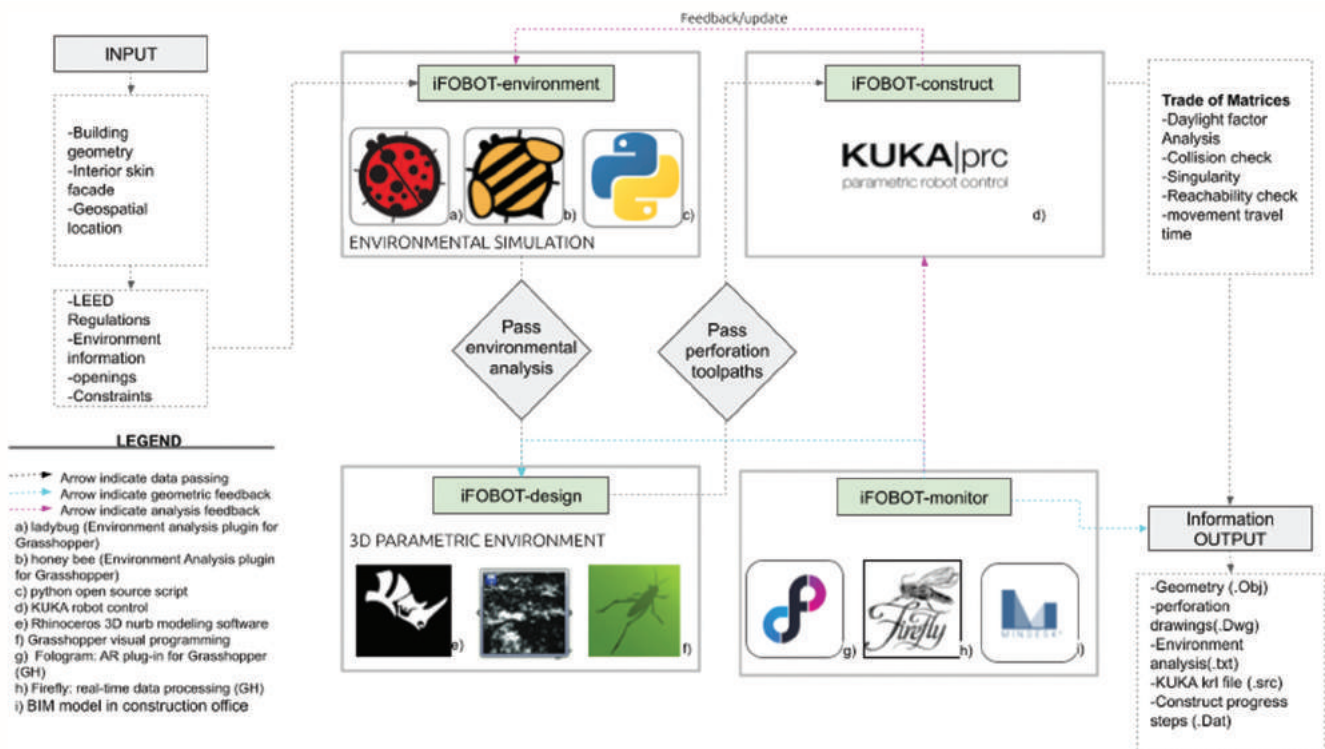 Feedback/update
INPUT
-Building
geometry
-Interior skin
facade
-Geospatial
location
-LEED
Regulations
-Environment
information
-openings
-Constraints
iFOBOT-environment
a)
b)
c)
ENVIRONMENTAL SIMULATION
iFOBOT-construct
KUKA|prc
parametric robot control
d)
Trade of Matrices
-Daylight factor
Analysis
-Collision check
-Singularity
-Reachability check
-movement travel
time
Pass
environmental
analysis
Pass
perforation
toolpaths
LEGEND
Arrow indicate data passing
Arrow indicate geometric feedback
Arrow indicate analysis feedback
a) ladybug (Environment analysis plugin for
Grasshopper)
b) honey bee (Environment Analysis plugin
for Grasshopper)
c) python open source script
d) KUKA robot control
e) Rhinoceros 3D nurb modeling software
f) Grasshopper visual programming
g) Fologram: AR plug-in for Grasshopper
(GH)
h) Firefly: real-time data processing (GH)
i) BIM model in construction office
iFOBOT-design
3D PARAMETRIC ENVIRONMENT
e)
f)
iFOBOT-monitor
g)
Firefly
h)
MINDESK
i)
Information
OUTPUT
-Geometry (.Obj)
-perforation
drawings(.Dwg)
-Environment
analysis(.txt)
-KUKA krl file (.src)
-Construct progress
steps (.Dat)